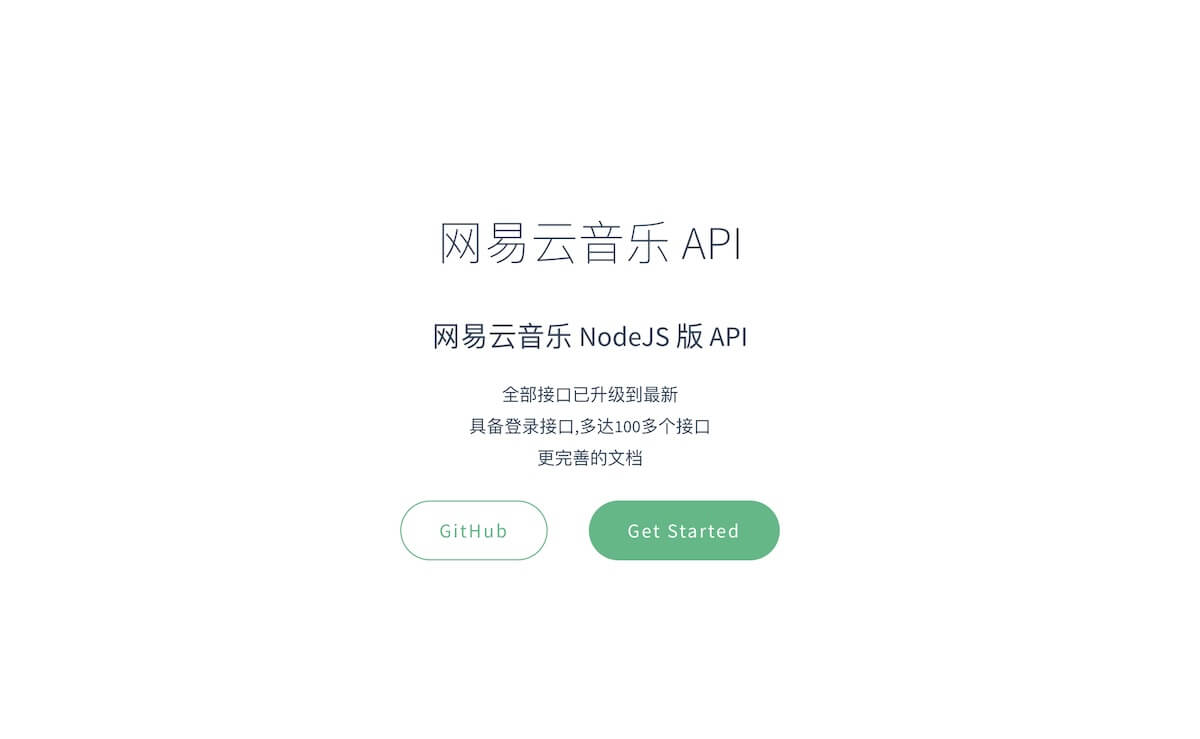 网易云音乐 API
网易云音乐 NodeJS 版 API
全部接口已升级到最新
具备登录接口,多达100多个接口
更完善的文档
GitHub
Get Started